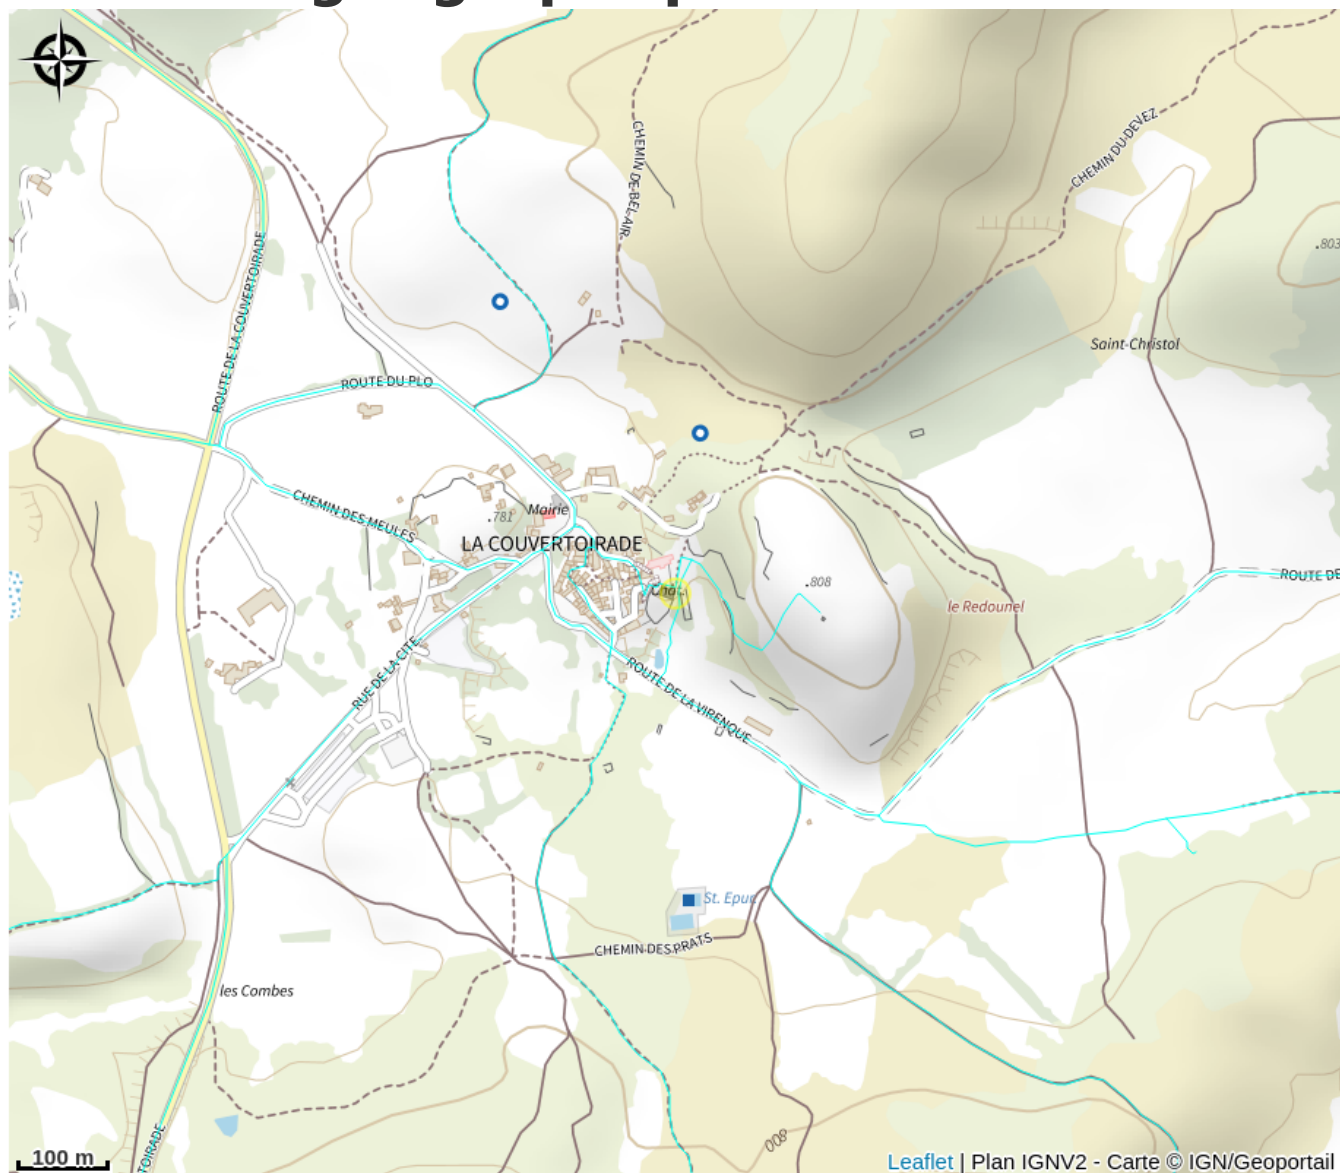 CHEMIN DE BEL AIR
CHEMIN DU DEVEZ
.803
ROUTE DE LA COUVERTOIRADE
Saint-Christol
ROUTE DU PLO
CHEMIN DES MEULES
Mairie
.781
LA COUVERTOIRADE
ROUTE DE
.808
le Redounel
RUE DE LA CITE
ROUTE DE LA VIRENQUE
St. Epur.
CHEMIN DES PRATS
les Combes
TOIRADE
800
100 m
Leaflet | Plan IGNV2 - Carte © IGN/Geoportail